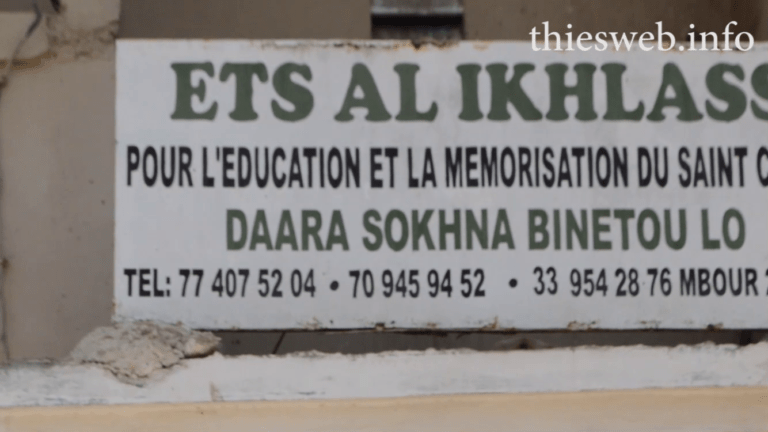 thiesweb.info
ETS AL IKHLASS
POUR L'EDUCATION ET LA MEMORISATION DU SAINT C
DAARA SOKHNA BINETOU LO
TEL: 77 407 52 04 • 70 945 94 52 • 33 954 28 76 MBOUR 2